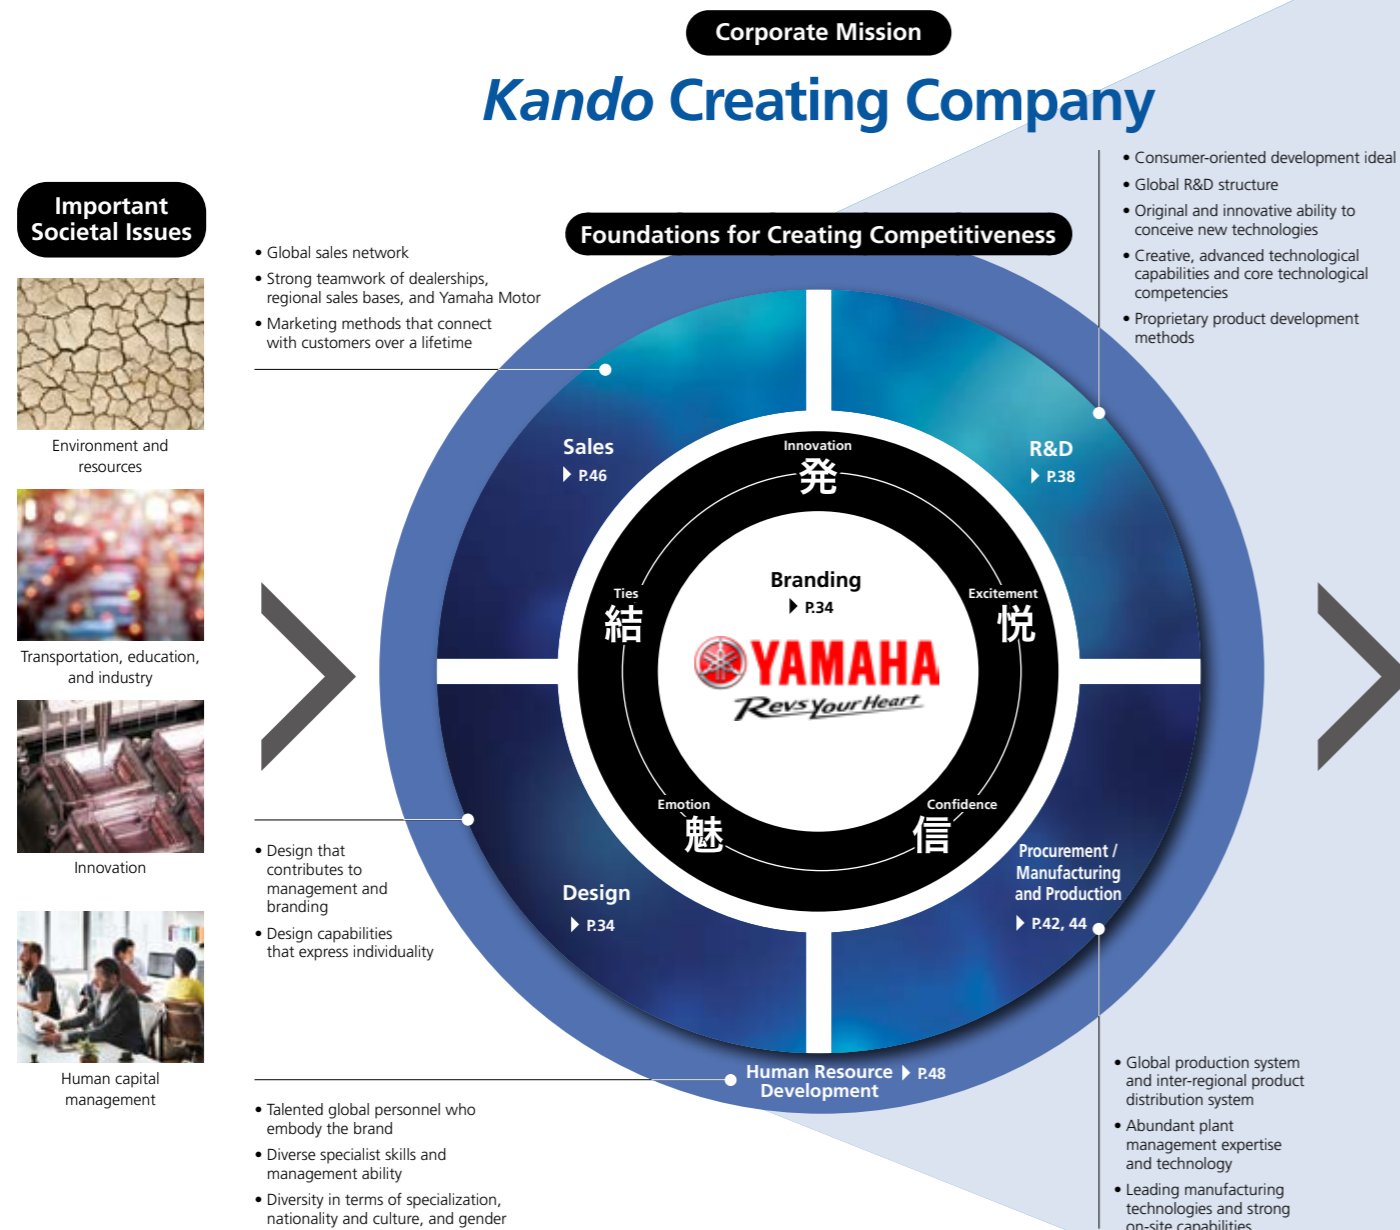 Corporate Mission
Kando Creating Company
Important
Societal Issues
Environment and
resources
Transportation, education,
and industry
Innovation
Human capital
management
• Global sales network
• Strong teamwork of dealerships,
regional sales bases, and Yamaha Motor
• Marketing methods that connect
with customers over a lifetime
Foundations for Creating Competitiveness
• Consumer-oriented development ideal
• Global R&D structure
• Original and innovative ability to
conceive new technologies
• Creative, advanced technological
capabilities and core technological
competencies
• Proprietary product development
methods
Sales
P.46
R&D
P.38
Innovation
発
Ties
結
Excitement
悦
Branding
P.34
YAMAHA
Revs Your Heart
Emotion
魅
Confidence
信
Design
P.34
Procurement /
Manufacturing
and Production
P.42, 44
• Design that
contributes to
management and
branding
• Design capabilities
that express individuality
Human Resource
Development
P.48
• Talented global personnel who
embody the brand
• Diverse specialist skills and
management ability
• Diversity in terms of specialization,
nationality and culture, and gender
• Global production system
and inter-regional product
distribution system
• Abundant plant
management expertise
and technology
• Leading manufacturing
technologies and strong
on-site capabilities